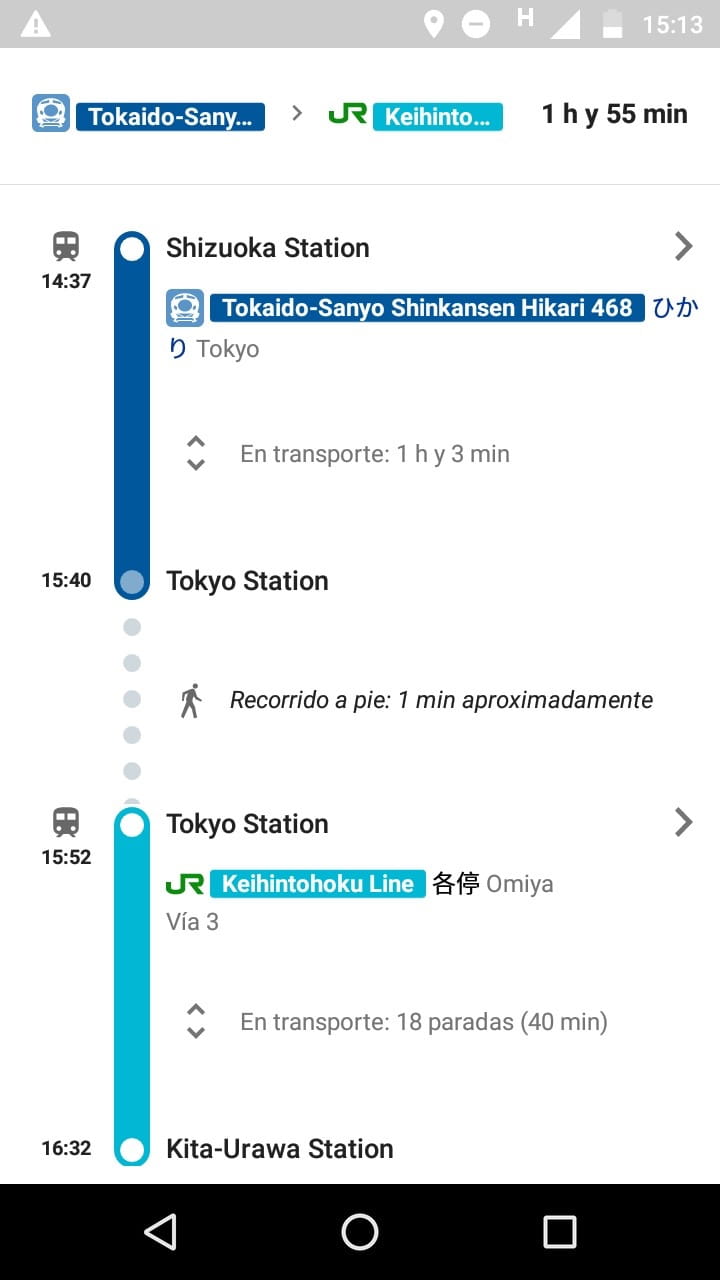 H 15:13
Tokaido-Sany... > JR Keihinto... 1 h y 55 min
Shizuoka Station
14:37
Tokaido-Sanyo Shinkansen Hikari 468 ひか
り Tokyo
En transporte: 1 h y 3 min
15:40 Tokyo Station
Recorrido a pie: 1 min aproximadamente
Tokyo Station
15:52
JR Keihintohoku Line 各停 Omiya
Vía 3
En transporte: 18 paradas (40 min)
16:32 Kita-Urawa Station